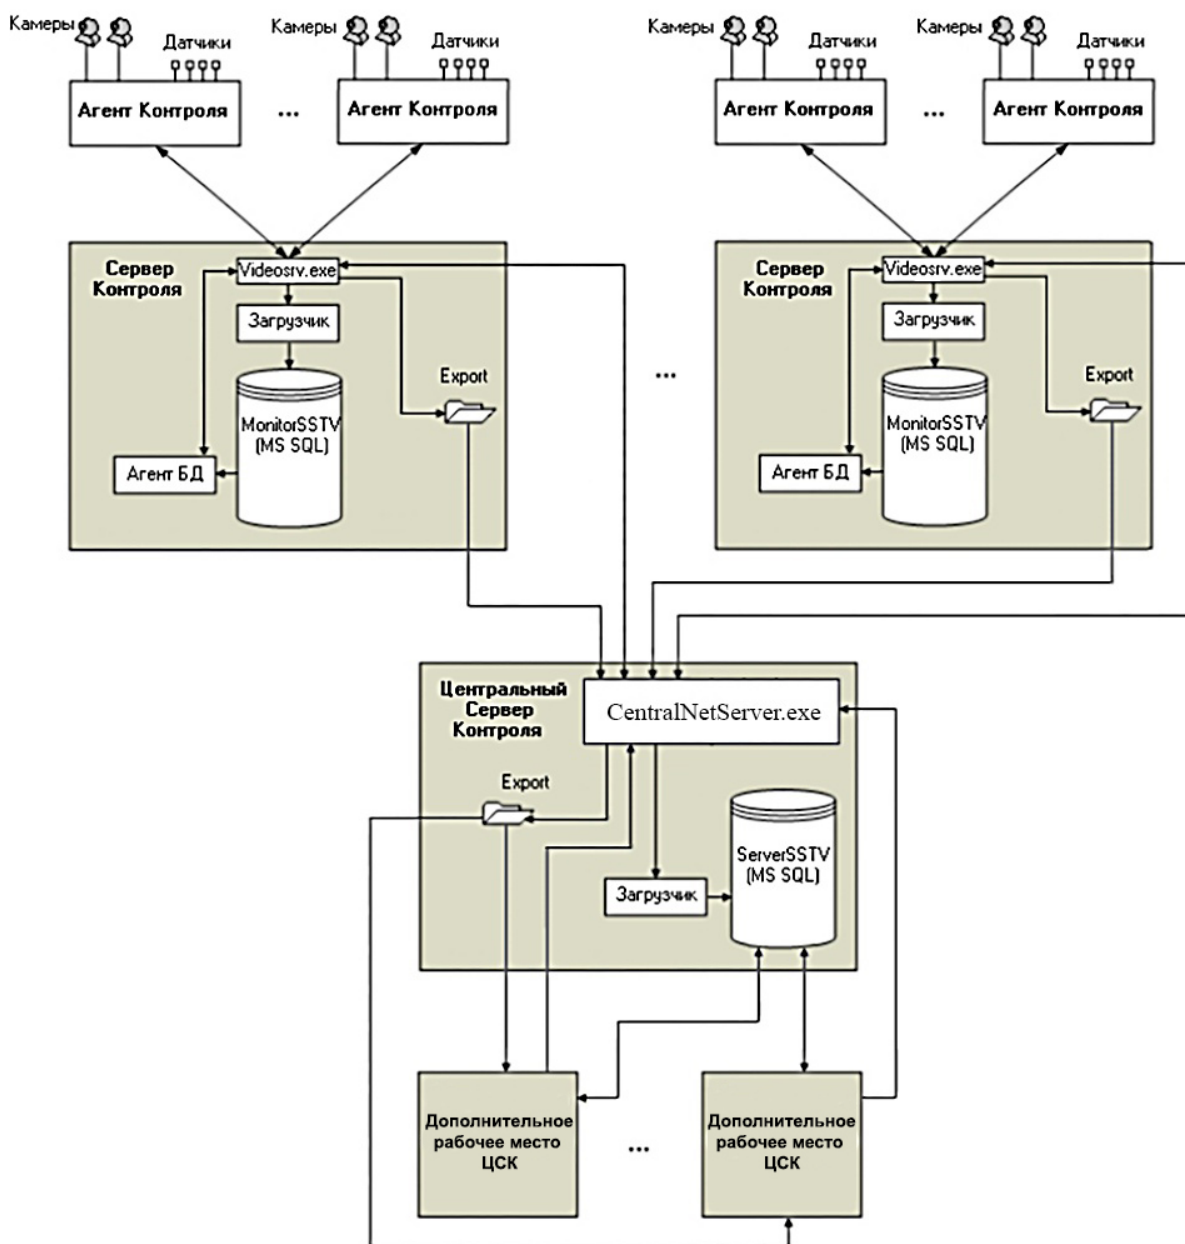 Камеры
Камеры
Камеры
Камеры
Датчики
Датчики
Датчики
Датчики
Агент Контроля
...
Агент Контроля
Агент Контроля
...
Агент Контроля
Сервер
Контроля
Videosrv.exe
Загрузчик
Export
MonitorSSTV
(MS SQL)
Агент БД
...
Сервер
Контроля
Videosrv.exe
Загрузчик
Export
MonitorSSTV
(MS SQL)
Агент БД
Центральный
Сервер
Контроля
CentralNetServer.exe
Export
ServerSSTV
(MS SQL)
Загрузчик
Дополнительное
рабочее место
ЦСК
...
Дополнительное
рабочее место
ЦСК